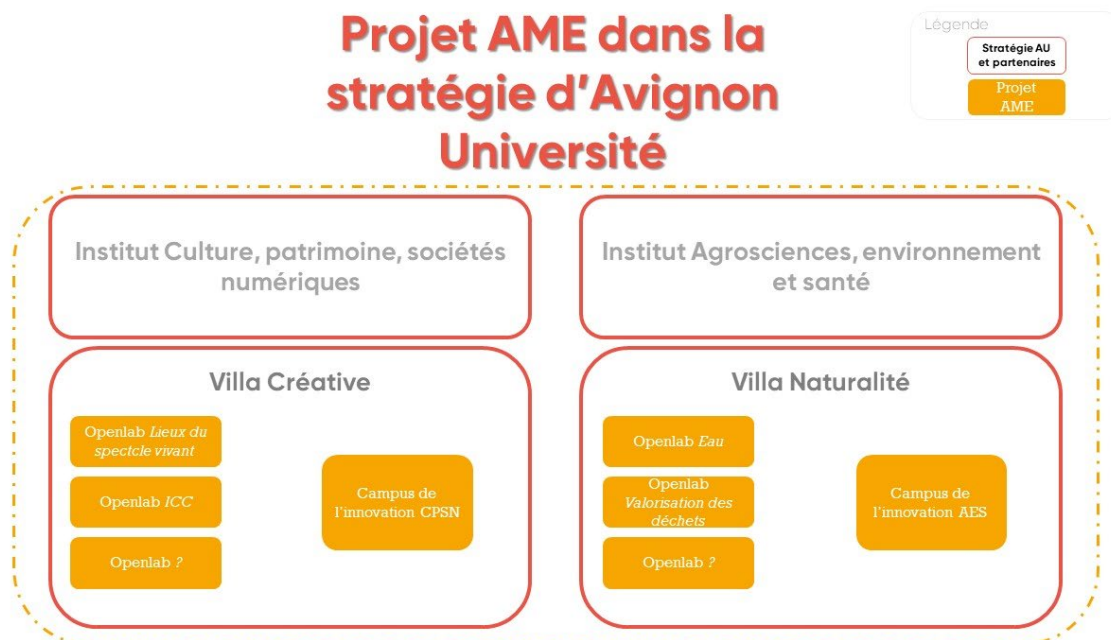 Projet AME dans la
stratégie d'Avignon
Université
Légende
Stratégie AU
et partenaires
Projet
AME
Institut Culture, patrimoine, sociétés
numériques
Institut Agrosciences, environnement
et santé
Villa Créative
Openlab Lieux du
spectcle vivant
Openlab ICC
Openlab ?
Campus de
l'innovation CPSN
Villa Naturalité
Openlab Eau
Openlab
Valorisation des
déchets
Openlab ?
Campus de
l'innovation AES